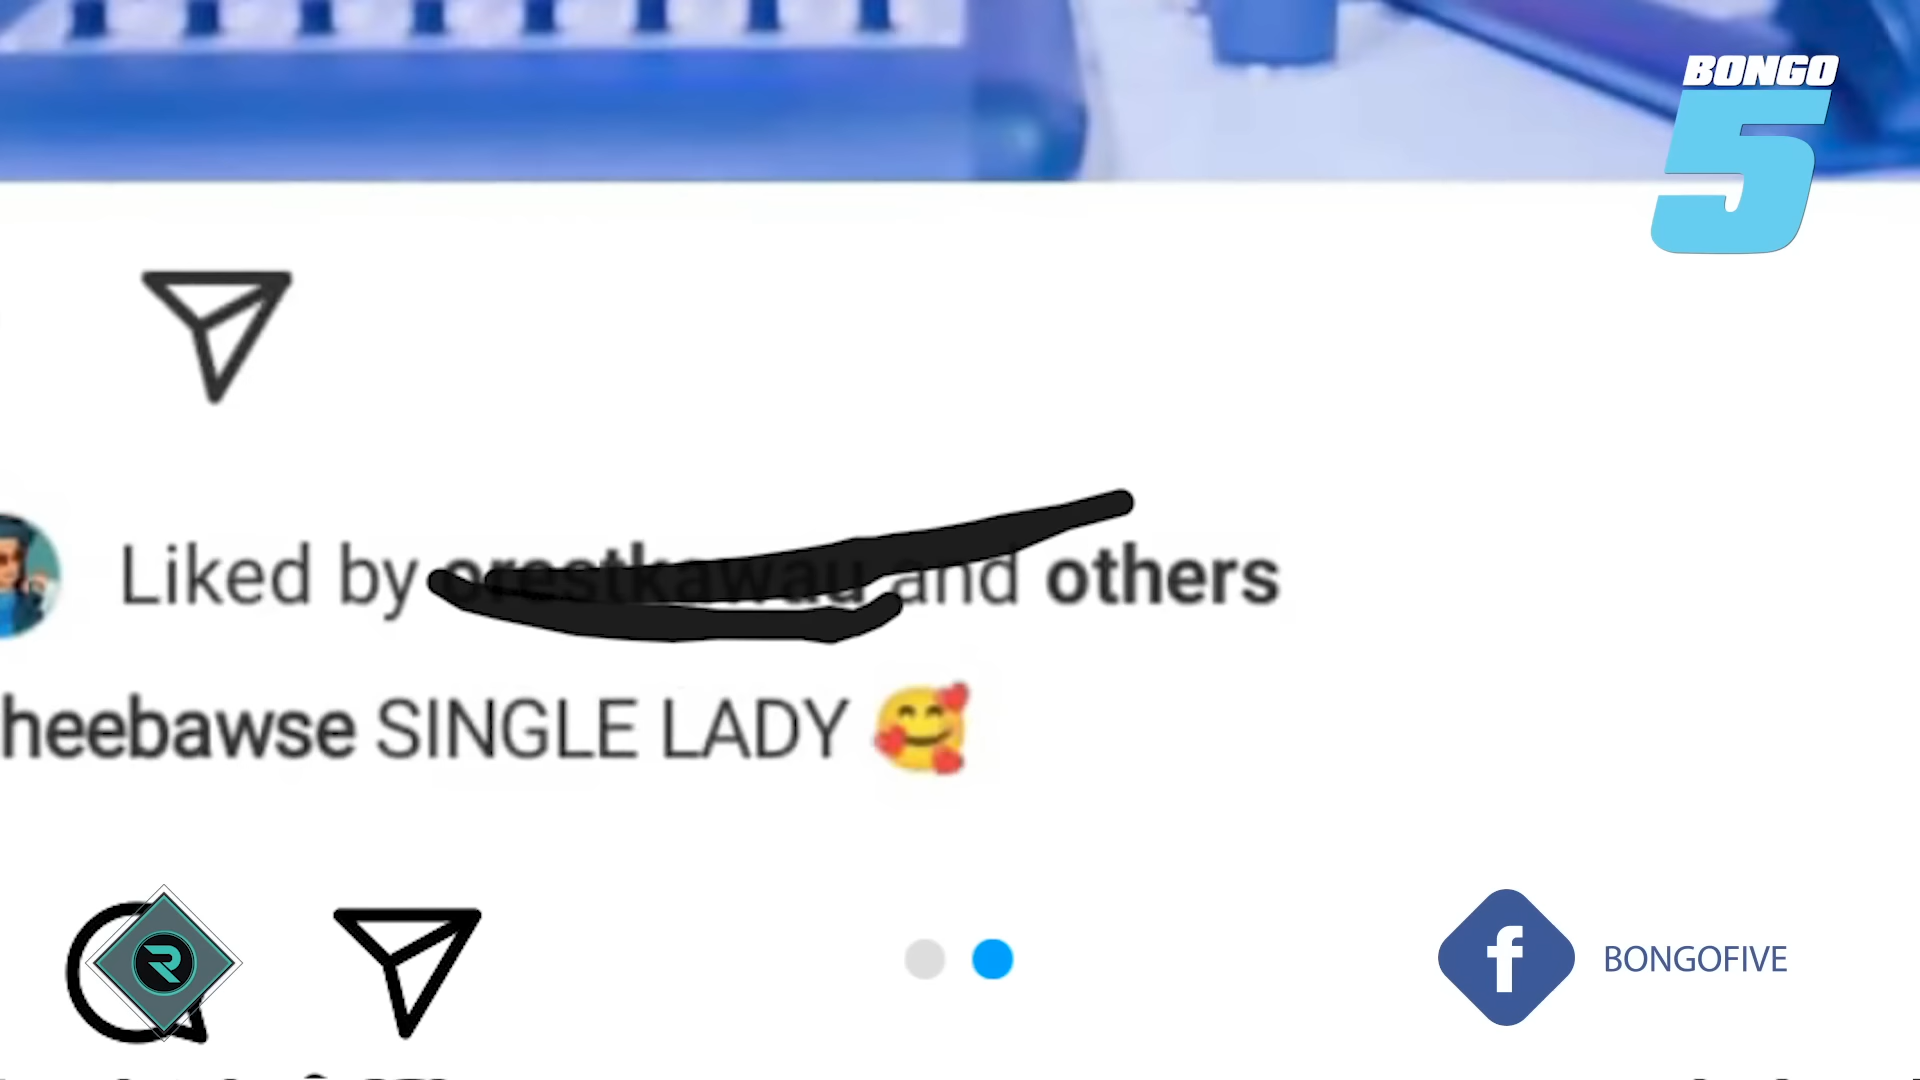 BONGO
5
Liked by and others
heebawse SINGLE LADY 🥰
BONGOFIVE